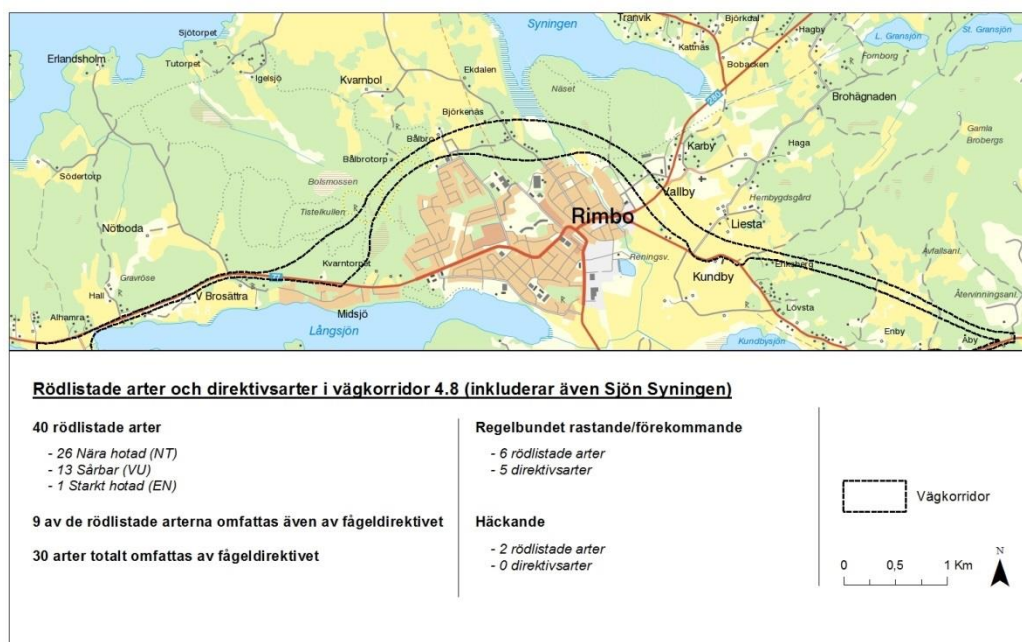 Syningen
Tranvik
Björkdal
Hagby
L. Gransjön
St. Gransjön
Sjötorpet
Kattnäs
Erlandsholm
Tutorpet
Bobacken
Fornborg
Igelsjö
Kvarnbol
Ekdalen
Näset
280
Brohägnaden
Björkenäs
Bålbro
Gamla
Brobergs
Bålbrotorp
Karby
Haga
Södertorp
Bolsmossen
Vallby
Hembygdsgård
Tistelkullen
Rimbo
Liesta
Nötboda
Reningsv.
Avfallsanl.
Gravröse
77
Kvarntorpet
Kundby
Eriksberg
Hall
V Brosättra
Återvinningsanl.
Alhamra
Midsjö
Lövsta
Långsjön
Enby
Kundbysjön
Åby
Rödlistade arter och direktivsarter i vägkorridor 4.8 (inkluderar även Sjön Syningen)
40 rödlistade arter
- 26 Nära hotad (NT)
- 13 Sårbar (VU)
- 1 Starkt hotad (EN)
9 av de rödlistade arterna omfattas även av fågeldirektivet
30 arter totalt omfattas av fågeldirektivet
Regelbundet rastande/förekommande
- 6 rödlistade arter
- 5 direktivsarter
Häckande
- 2 rödlistade arter
- 0 direktivsarter
Vägkorridor
0 0,5 1 Km
N